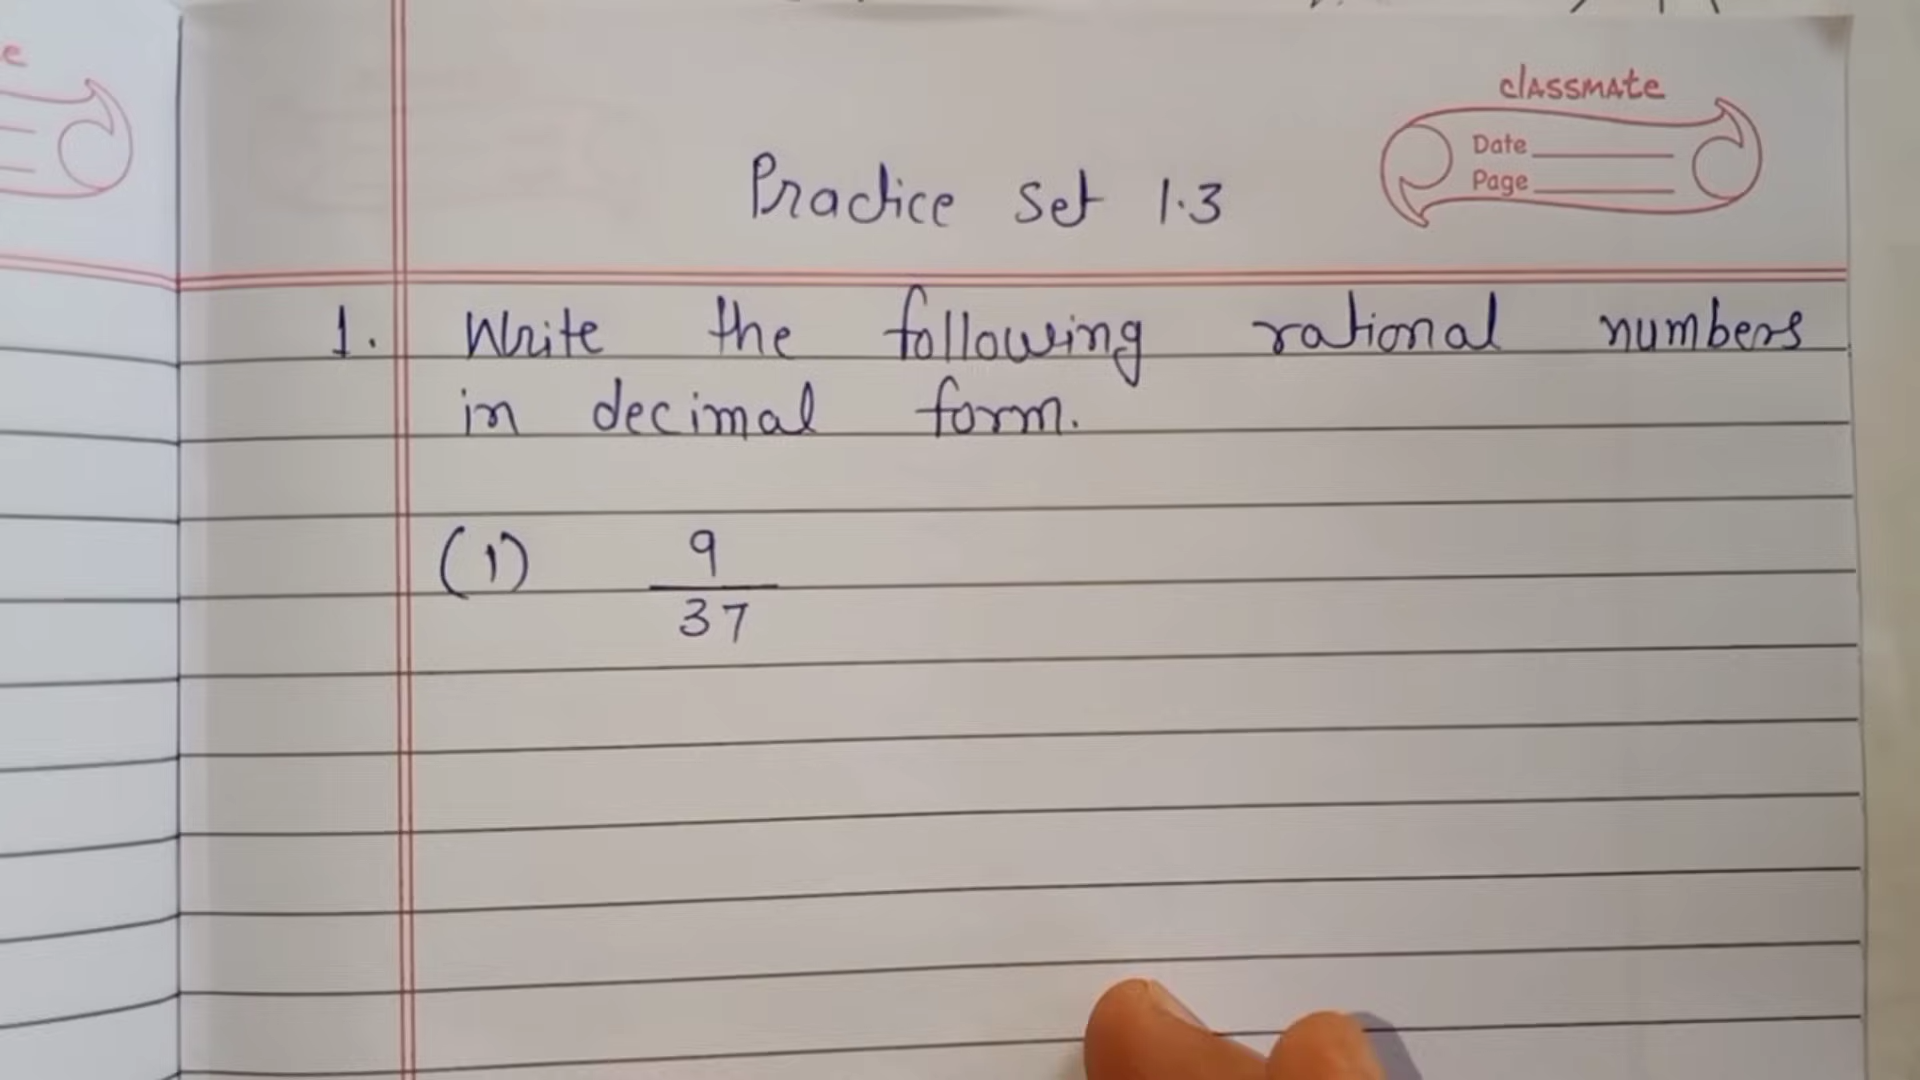 e
classmate
Date
Page
Practice set 1.3
1. Write the following rational numbers
in decimal form.
(1) 9
37